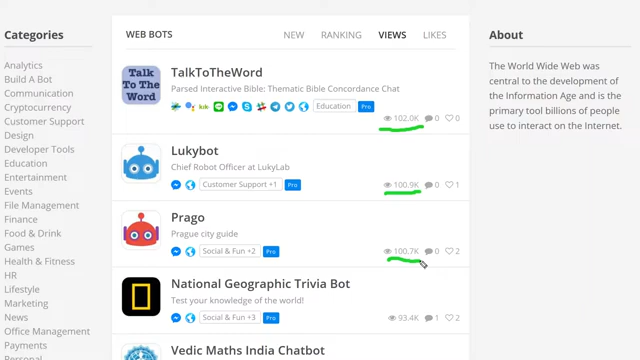 Categories
Analytics
Build A Bot
Communication
Cryptocurrency
Customer Support
Design
Developer Tools
Education
Entertainment
Events
File Management
Finance
Food & Drink
Games
Health & Fitness
HR
Lifestyle
Marketing
News
Office Management
Payments
Personal
WEB BOTS
NEW RANKING VIEWS LIKES
Talk
To The
Word
TalkToTheWord
Parsed Interactive Bible: Thematic Bible Concordance Chat
kik
LINE
Education Pro
102.0K 0 0
Lukybot
Chief Robot Officer at LukyLab
Customer Support +1 Pro
100.9K 0 1
Prago
Prague city guide
Social & Fun +2 Pro
100.7K 0 2
National Geographic Trivia Bot
Test your knowledge of the world!
Social & Fun +3 Pro
93.4K 1 2
Vedic Maths India Chatbot
About
The World Wide Web was
central to the development of
the Information Age and is the
primary tool billions of people
use to interact on the Internet.